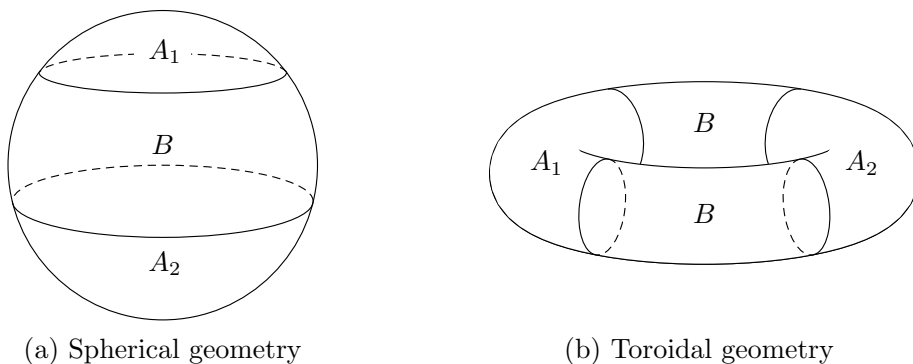 A₁
B
A₂
(a) Spherical geometry
B
A₁
A₂
B
(b) Toroidal geometry